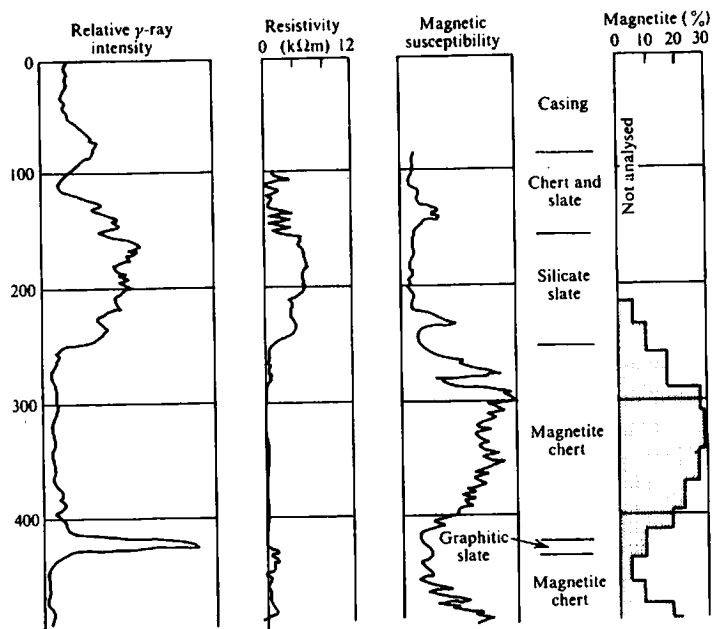 Relative γ-ray
intensity
Resistivity
0 (kΩm) 12
Magnetic
susceptibility
Magnetite (%)
0 10 20 30
0
100
200
300
400
Casing
Chert and
slate
Silicate
slate
Magnetite
chert
Graphitic
slate
Magnetite
chert
Not analysed